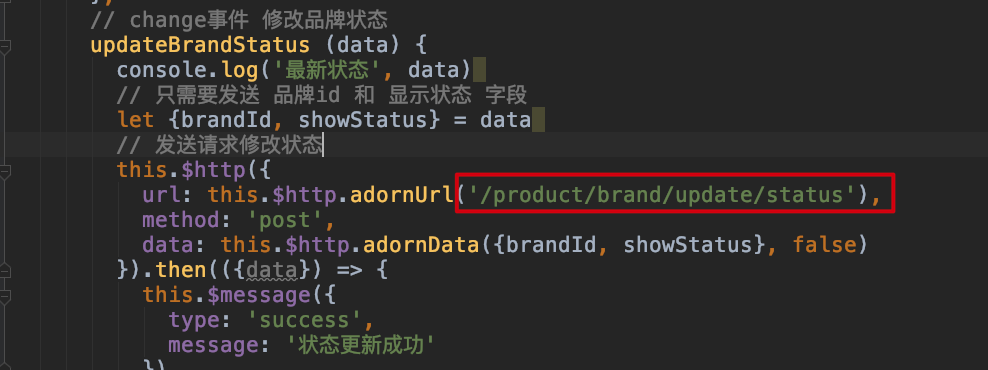 },
// change事件 修改品牌状态
updateBrandStatus (data) {
console.log('最新状态', data)
// 只需要发送 品牌id 和 显示状态 字段
let {brandId, showStatus} = data
// 发送请求修改状态
this.$http({
url: this.$http.adornUrl('/product/brand/update/status'),
method: 'post',
data: this.$http.adornData({brandId, showStatus}, false)
}).then(({data}) => {
this.$message({
type: 'success',
message: '状态更新成功'
})